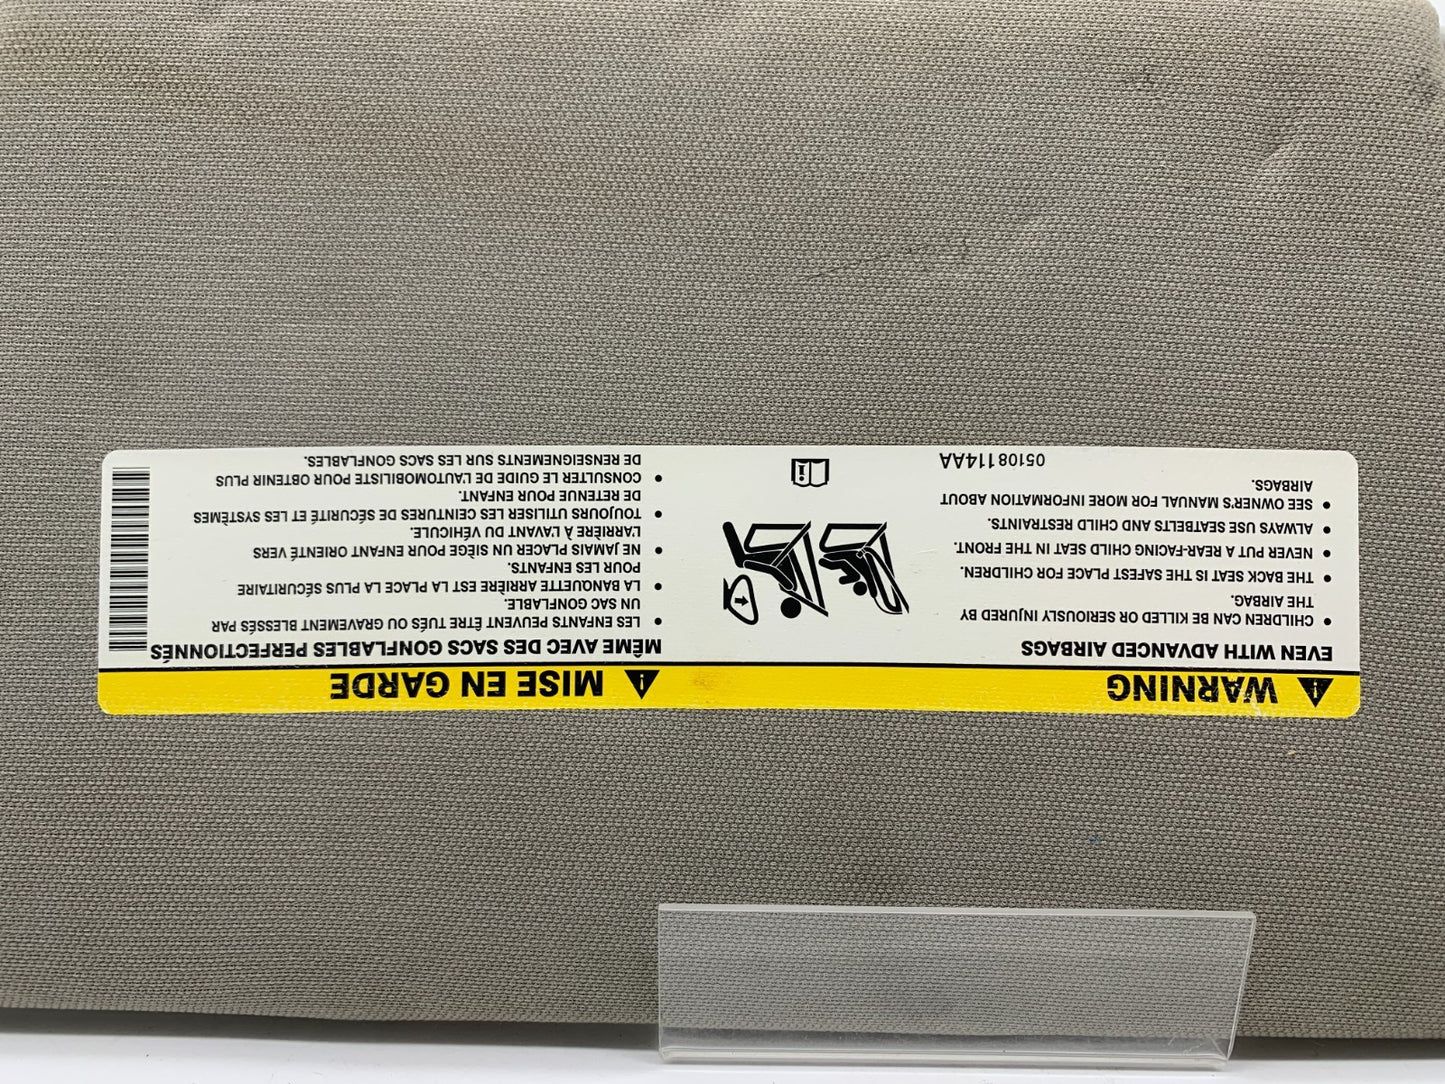 WARNING
EVEN WITH ADVANCED AIRBAGS
• CHILDREN CAN BE KILLED OR SERIOUSLY INJURED BY
THE AIRBAG.
• THE BACK SEAT IS THE SAFEST PLACE FOR CHILDREN.
• NEVER PUT A REAR-FACING CHILD SEAT IN THE FRONT.
• ALWAYS USE SEATBELTS AND CHILD RESTRAINTS.
• SEE OWNER'S MANUAL FOR MORE INFORMATION ABOUT
AIRBAGS.
05108114AA
MISE EN GARDE
MÊME AVEC DES SACS GONFLABLES PERFECTIONNÉS
• LES ENFANTS PEUVENT ÊTRE TUÉS OU GRAVEMENT BLESSÉS PAR
UN SAC GONFLABLE.
• LA BANQUETTE ARRIÈRE EST LA PLACE LA PLUS SÉCURITAIRE
POUR LES ENFANTS.
• NE JAMAIS PLACER UN SIÈGE POUR ENFANT ORIENTÉ VERS
L'ARRIÈRE À L'AVANT DU VÉHICULE.
• TOUJOURS UTILISER LES CEINTURES DE SÉCURITÉ ET LES SYSTÈMES
DE RETENUE POUR ENFANT.
• CONSULTER LE GUIDE DE L'AUTOMOBILISTE POUR OBTENIR PLUS
DE RENSEIGNEMENTS SUR LES SACS GONFLABLES.